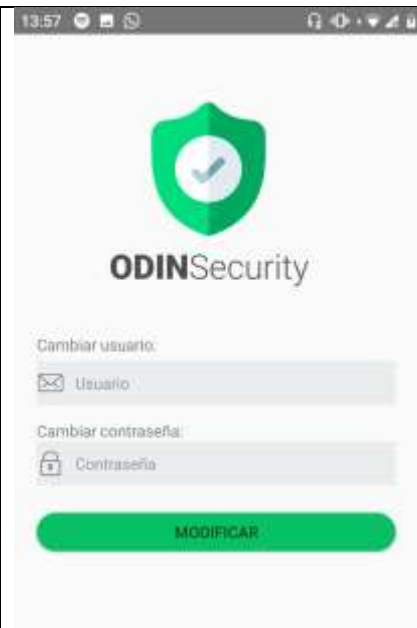 13:57
ODINSecurity
Cambiar usuario:
Usuario
Cambiar contraseña:
Contraseña
MODIFICAR